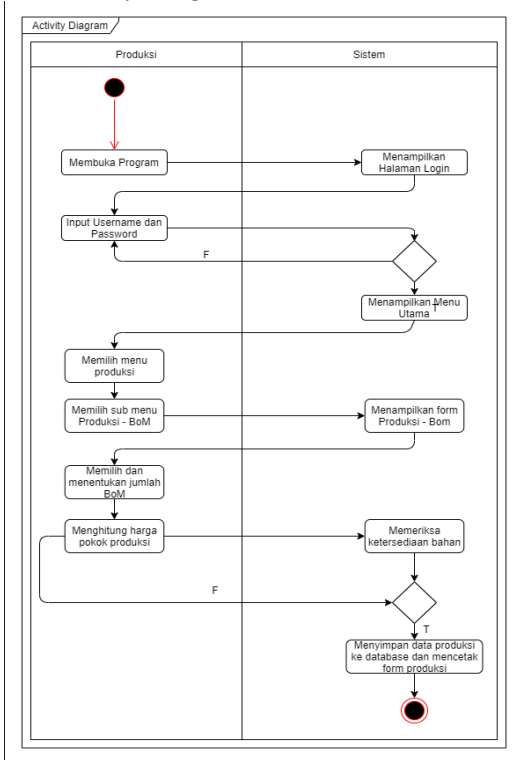 Activity Diagram
Produksi
Sistem
Membuka Program
Menampilkan
Halaman Login
Input Username dan
Password
F
Menampilkan Menu
Utama
T
Memilih menu
produksi
Memilih sub menu
Produksi - BoM
Menampilkan form
Produksi - Bom
Memilih dan
menentukan jumlah
BoM
Menghitung harga
pokok produksi
Memeriksa
ketersediaan bahan
F
T
Menyimpan data produksi
ke database dan mencetak
form produksi